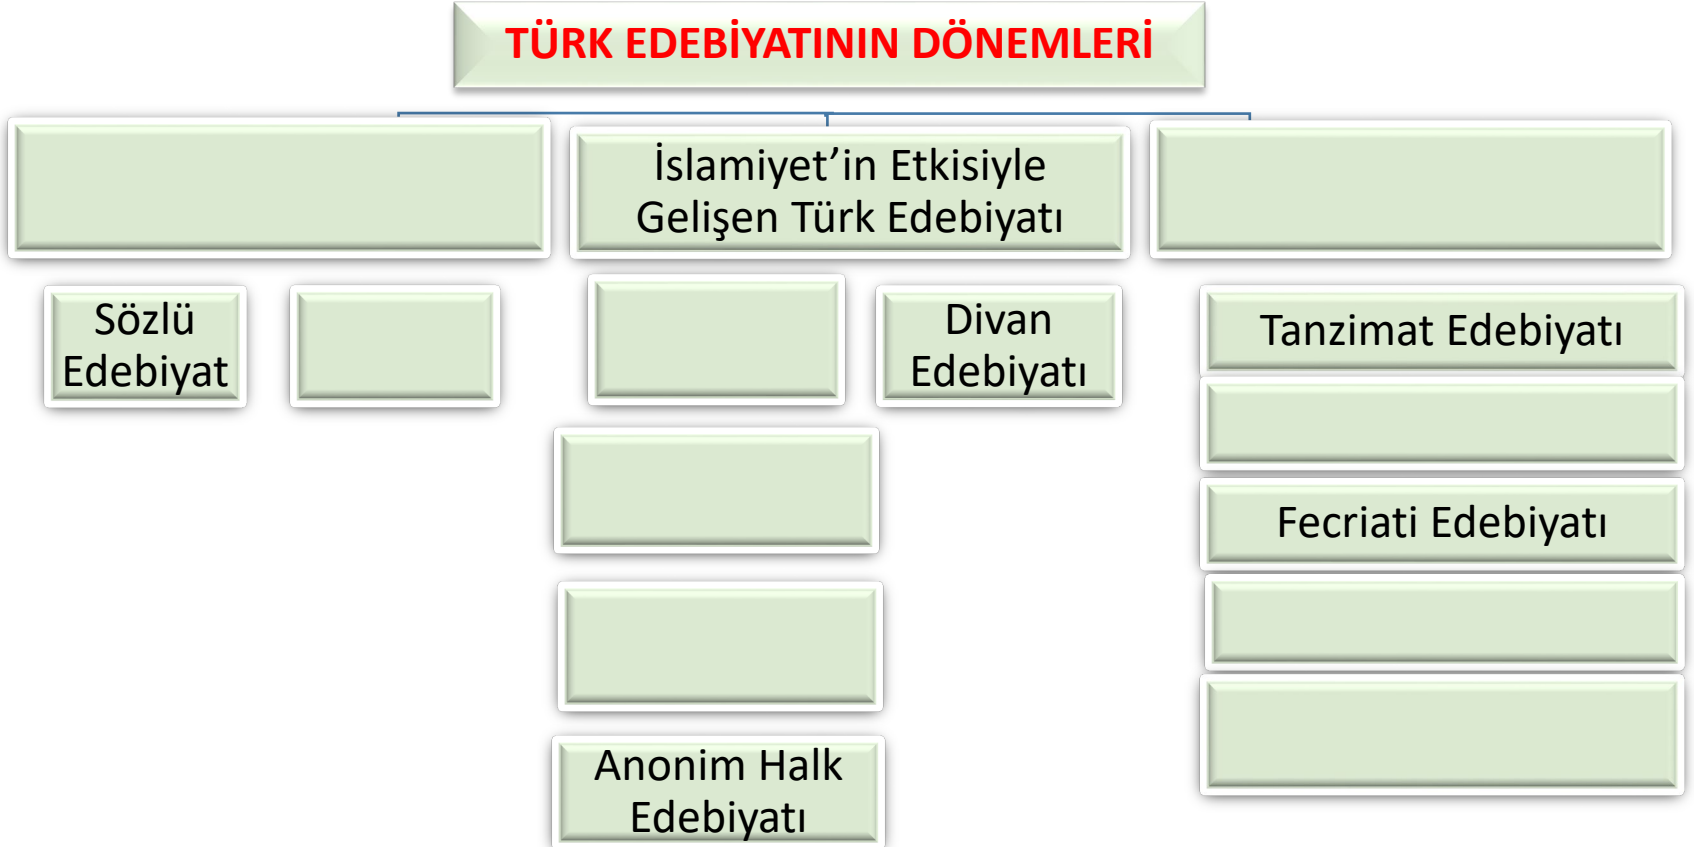 TÜRK EDEBİYATININ DÖNEMLERİ
İslamiyet’in Etkisiyle
Gelişen Türk Edebiyatı
Sözlü
Edebiyat
Divan
Edebiyatı
Tanzimat Edebiyatı
Fecriati Edebiyatı
Anonim Halk
Edebiyatı